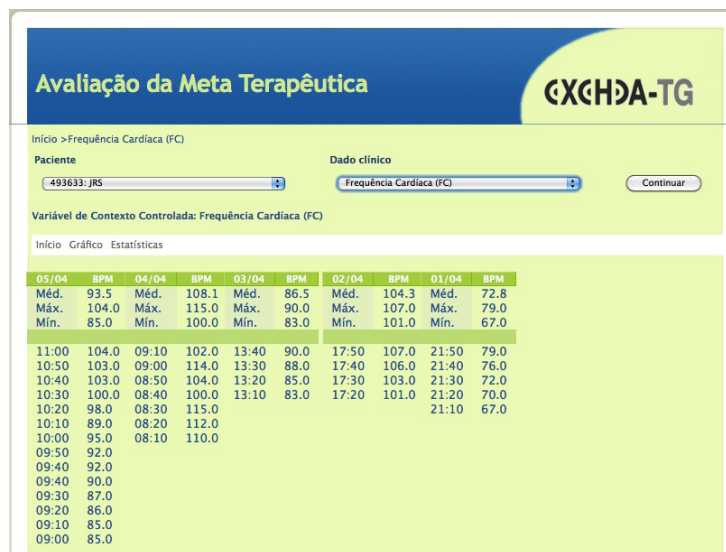 Avaliação da Meta Terapêutica
EXEHDA-TG
Início >Frequência Cardíaca (FC)
Paciente Dado clínico
493633: JRS Frequência Cardíaca (FC) Continuar
Variável de Contexto Controlada: Frequência Cardíaca (FC)
Início Gráfico Estatísticas
05/04 BPM 04/04 BPM 03/04 BPM 02/04 BPM 01/04 BPM
Méd. 93.5 Méd. 108.1 Méd. 86.5 Méd. 104.3 Méd. 72.8
Máx. 104.0 Máx. 115.0 Máx. 90.0 Máx. 107.0 Máx. 79.0
Mín. 85.0 Mín. 100.0 Mín. 83.0 Mín. 101.0 Mín. 67.0
11:00 104.0 09:10 102.0 13:40 90.0 17:50 107.0 21:50 79.0
10:50 103.0 09:00 114.0 13:30 88.0 17:40 106.0 21:40 76.0
10:40 103.0 08:50 104.0 13:20 85.0 17:30 103.0 21:30 72.0
10:30 100.0 08:40 100.0 13:10 83.0 17:20 101.0 21:20 70.0
10:20 98.0 08:30 115.0 21:10 67.0
10:10 89.0 08:20 112.0
10:00 95.0 08:10 110.0
09:50 92.0
09:40 92.0
09:40 90.0
09:30 87.0
09:20 86.0
09:10 85.0
09:00 85.0